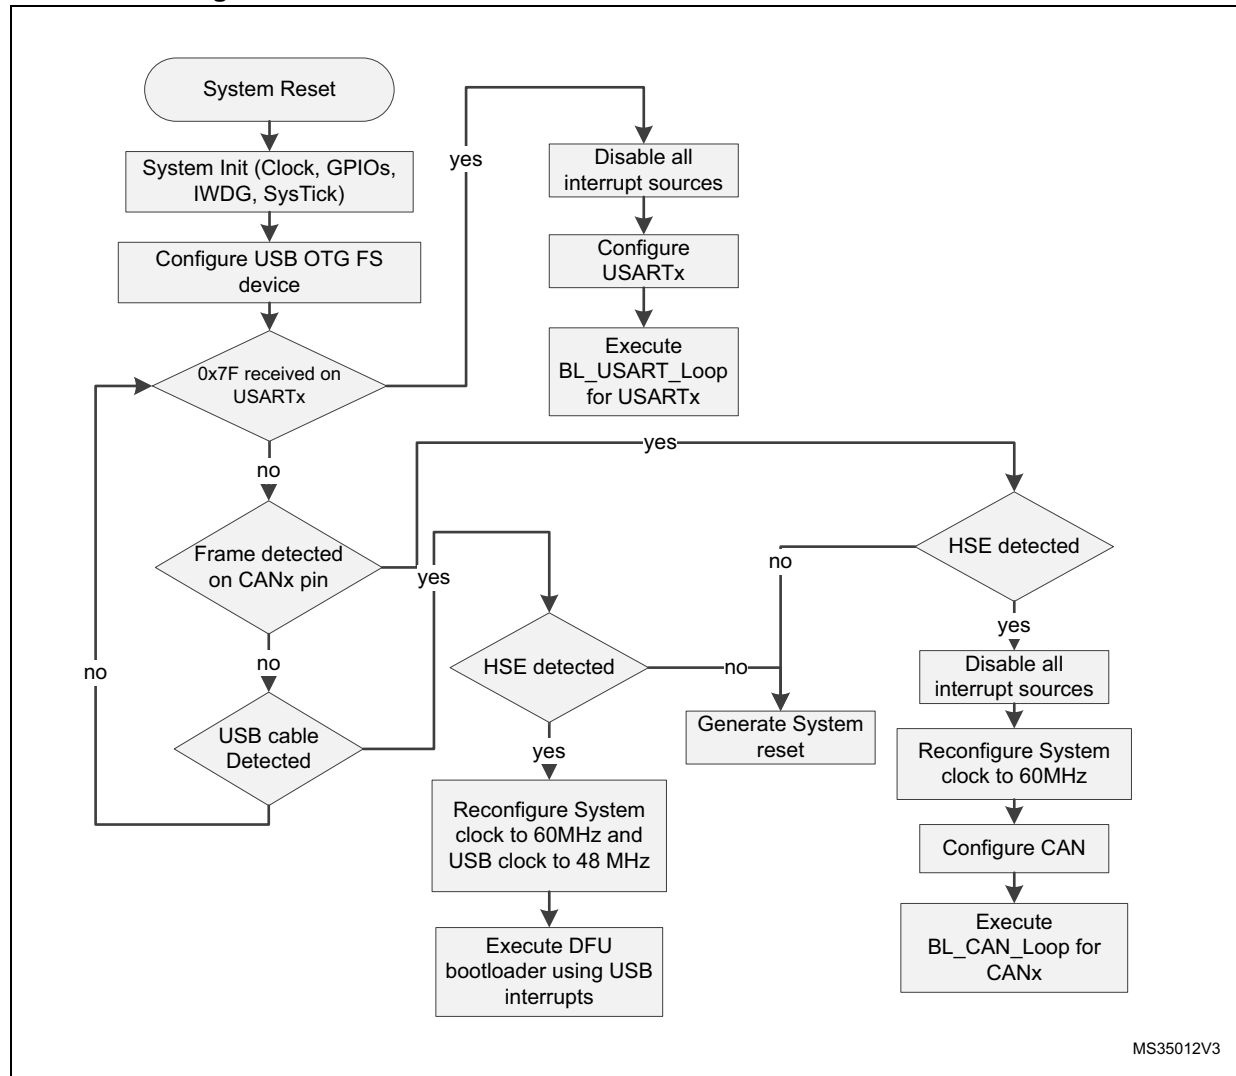 System Reset
System Init (Clock, GPIOs,
IWDG, SysTick)
Configure USB OTG FS
device
0x7F received on
USARTx
yes
Disable all
interrupt sources
Configure
USARTx
Execute
BL_USART_Loop
for USARTx
no
yes
Frame detected
on CANx pin
yes
HSE detected
no
HSE detected
no
yes
no
no
USB cable
Detected
Generate System
reset
yes
Disable all
interrupt sources
Reconfigure System
clock to 60MHz
Reconfigure System
clock to 60MHz and
USB clock to 48 MHz
Configure CAN
Execute DFU
bootloader using USB
interrupts
Execute
BL_CAN_Loop for
CANx
MS35012V3